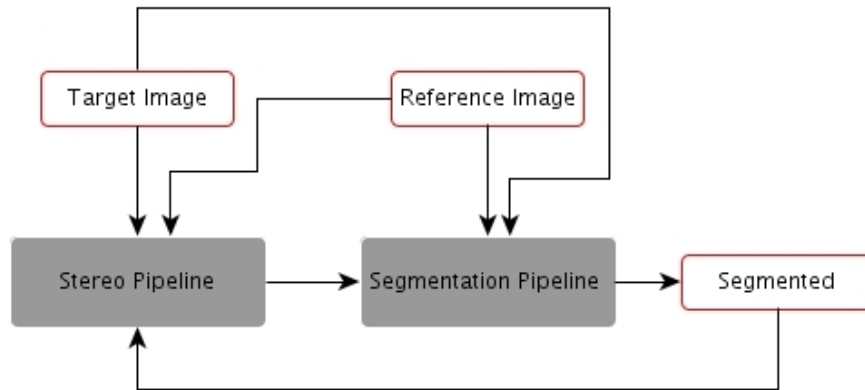 Target Image
Reference Image
Stereo Pipeline
Segmentation Pipeline
Segmented